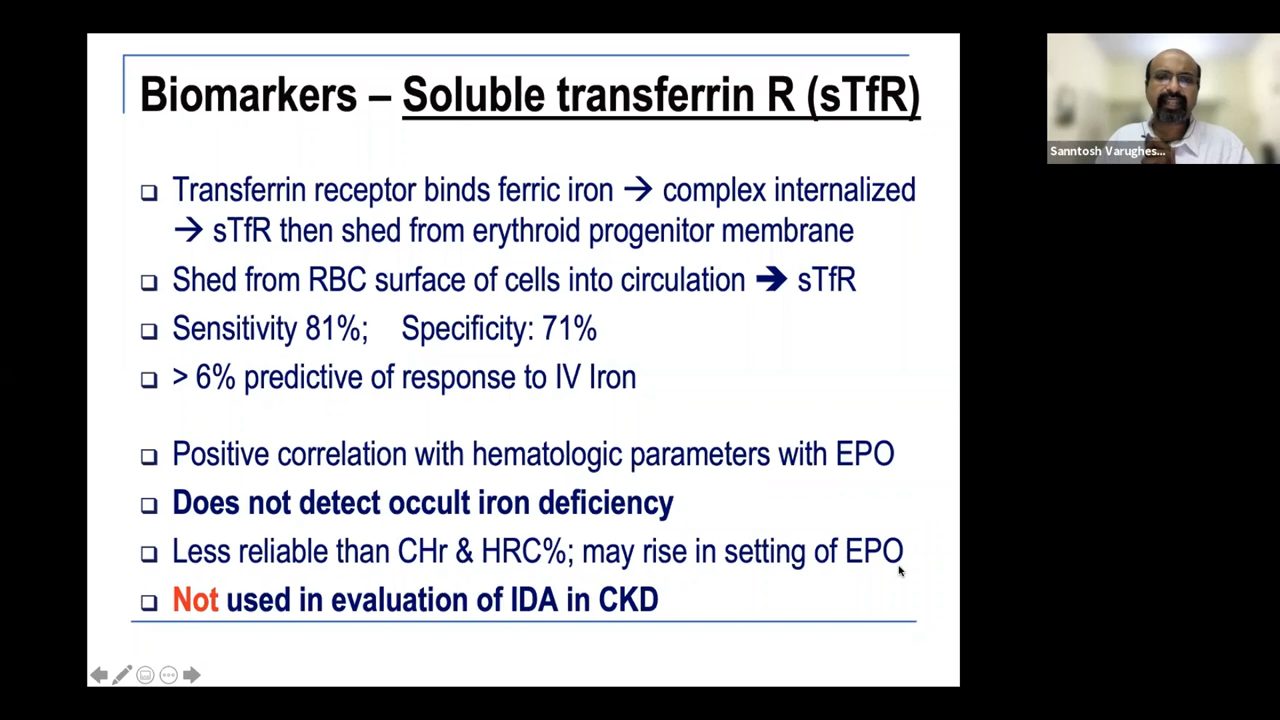 Biomarkers – Soluble transferrin R (sTfR)
❑ Transferrin receptor binds ferric iron → complex internalized
→ sTfR then shed from erythroid progenitor membrane
❑ Shed from RBC surface of cells into circulation → sTfR
❑ Sensitivity 81%; Specificity: 71%
❑ > 6% predictive of response to IV Iron
❑ Positive correlation with hematologic parameters with EPO
❑ Does not detect occult iron deficiency
❑ Less reliable than CHr & HRC%; may rise in setting of EPO
❑ Not used in evaluation of IDA in CKD
Sanntosh Varughes...